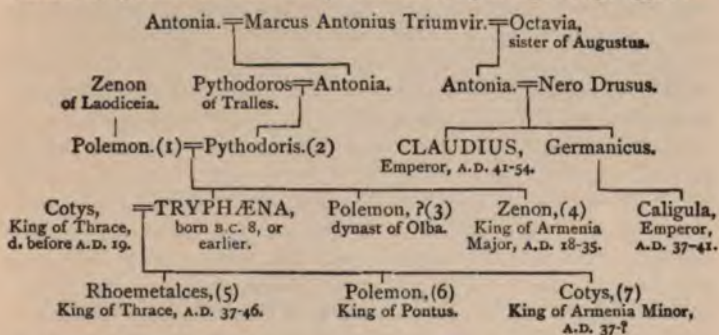 Antonia.=Marcus Antonius Triumvir.=Octavia,
sister of Augustus.
Zenon Pythodoros=Antonia. Antonia.=Nero Drusus.
of Laodiceia. of Tralles.
Polemon.(1)=Pythodoris.(2) CLAUDIUS, Germanicus.
Emperor, A.D. 41-54.
Cotys, =TRYPHÆNA, Polemon, ?(3) Zenon,(4) Caligula,
King of Thrace, born B.C. 8, or dynast of Olba. King of Armenia Emperor,
d. before A.D. 19. earlier. Major, A.D. 18-35. A.D. 37-41.
Rhoemetalces,(5) Polemon,(6) Cotys,(7)
King of Thrace, A.D. 37-46. King of Pontus. King of Armenia Minor,
A.D. 37-?